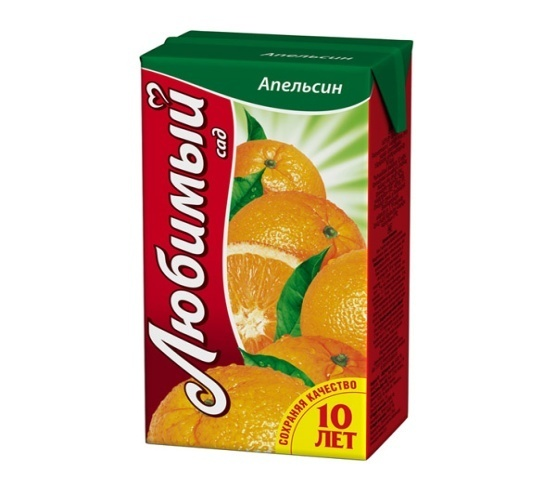 Апельсин
Апельсин
Любимый
сад
СОХРАНЯЯ КАЧЕСТВО
10
ЛЕТ